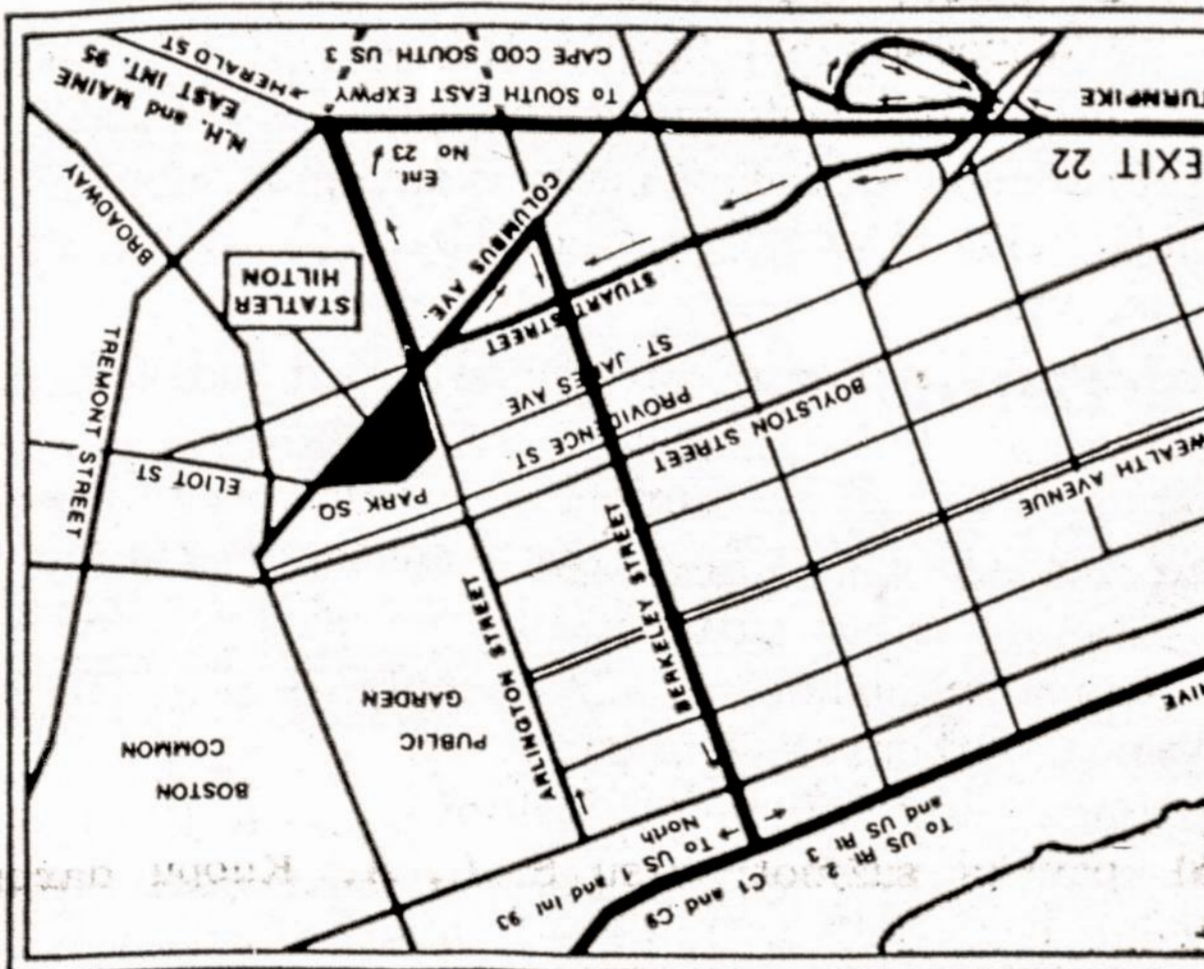 To US Rt 2 C1 and C9
and US Rt 3
To US 1 and Int 93
North
RIVE
BOSTON
COMMON
PUBLIC
GARDEN
ARLINGTON STREET
BERKELEY STREET
WEALTH AVENUE
PARK SQ.
BOYLSTON STREET
PROVIDENCE ST
ST. JAMES AVE
STUART STREET
ELIOT ST
TREMONT STREET
STATLER
HILTON
COLUMBUS AVE.
BROADWAY
EXIT 22
Ent
No 23
TURNPIKE
To SOUTH EAST EXPWY
CAPE COD SOUTH US 3
HERALD ST
N.H. and MAINE
EAST INT. 95